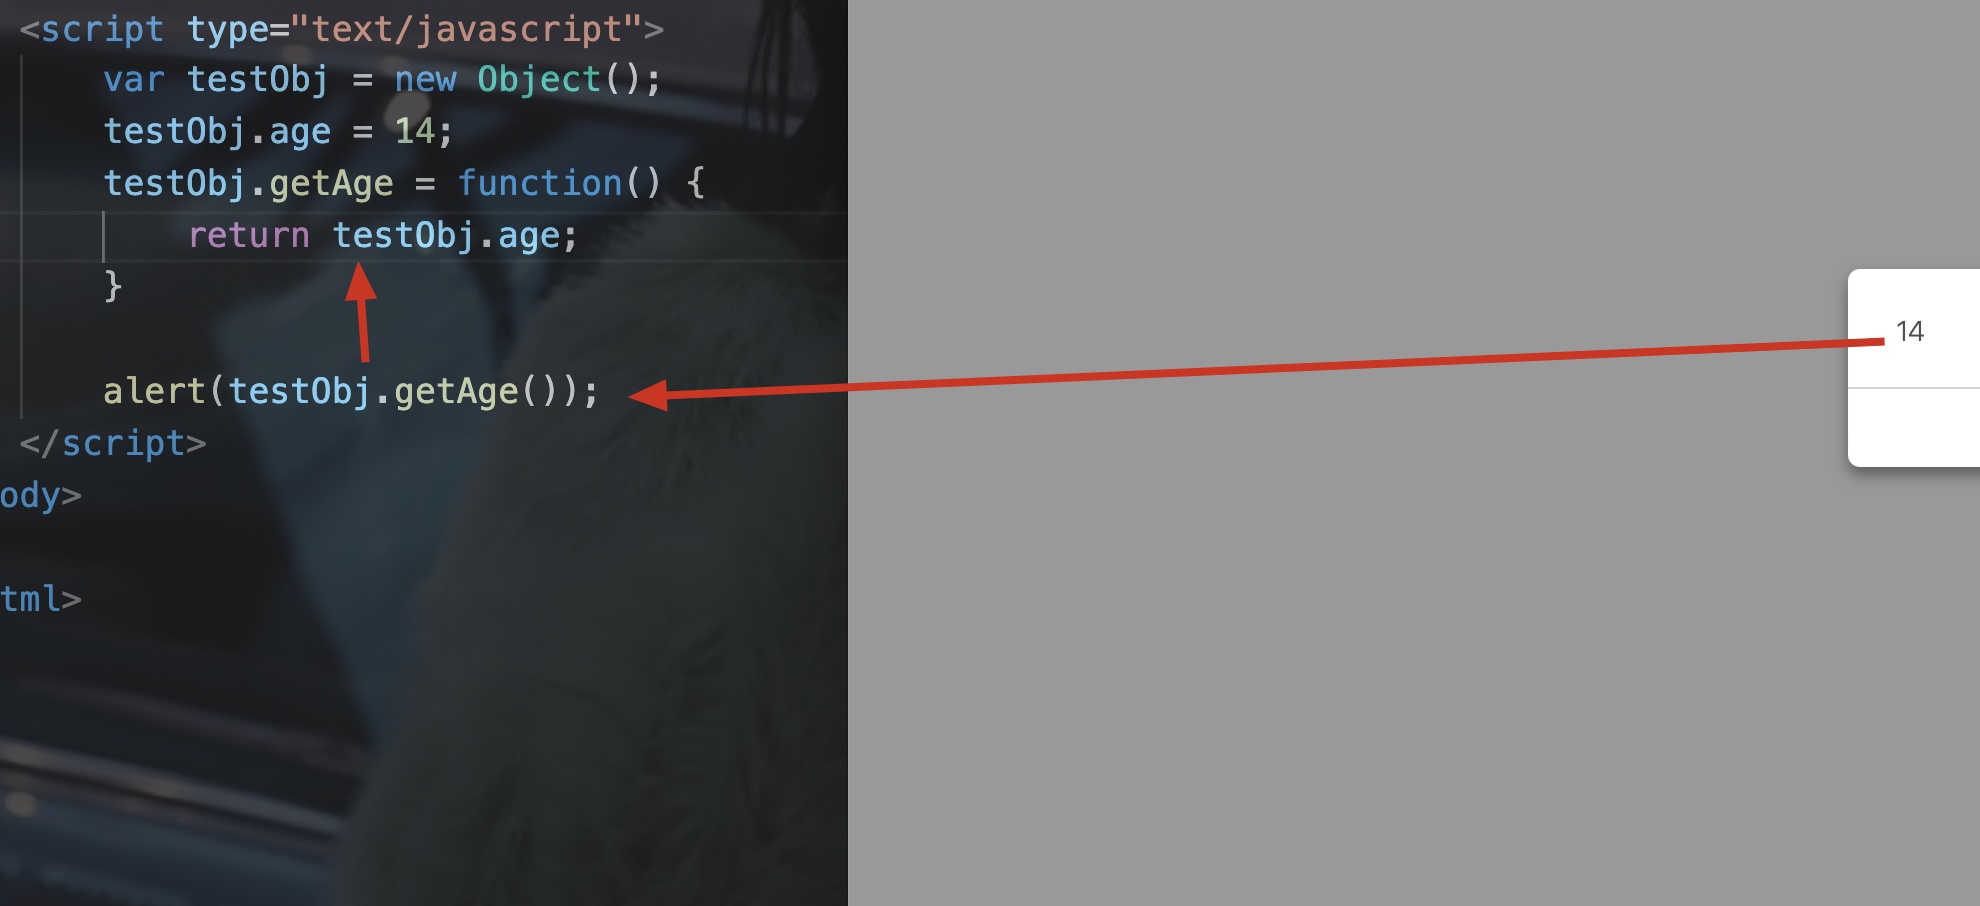 <script type="text/javascript">
var testObj = new Object();
testObj.age = 14;
testObj.getAge = function() {
return testObj.age;
}
alert(testObj.getAge());
</script>
ody>
tml>
14